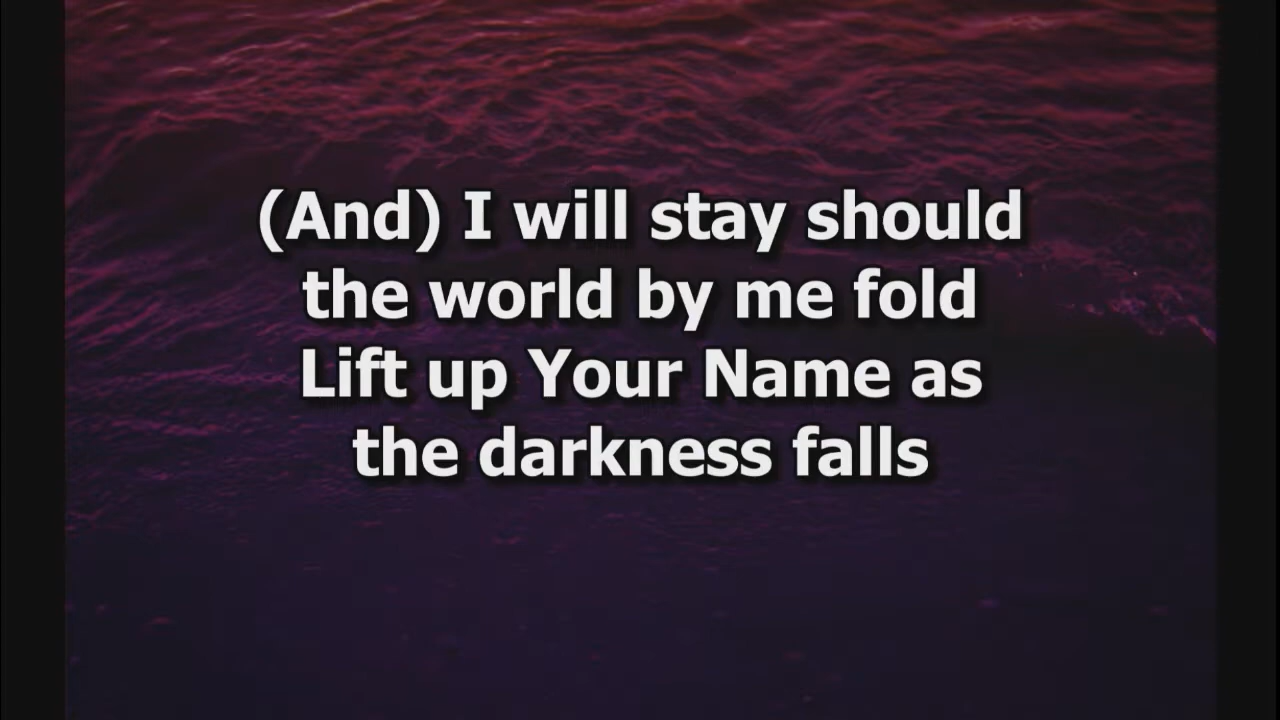 (And) I will stay should
the world by me fold
Lift up Your Name as
the darkness falls